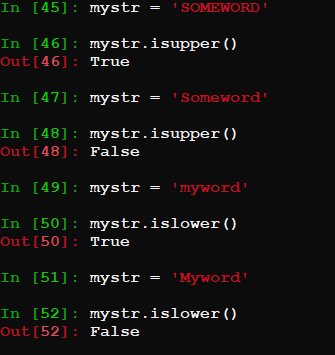 In [45]: mystr = 'SOMEWORD'
In [46]: mystr.isupper()
Out[46]: True
In [47]: mystr = 'Someword'
In [48]: mystr.isupper()
Out[48]: False
In [49]: mystr = 'myword'
In [50]: mystr.islower()
Out[50]: True
In [51]: mystr = 'Myword'
In [52]: mystr.islower()
Out[52]: False